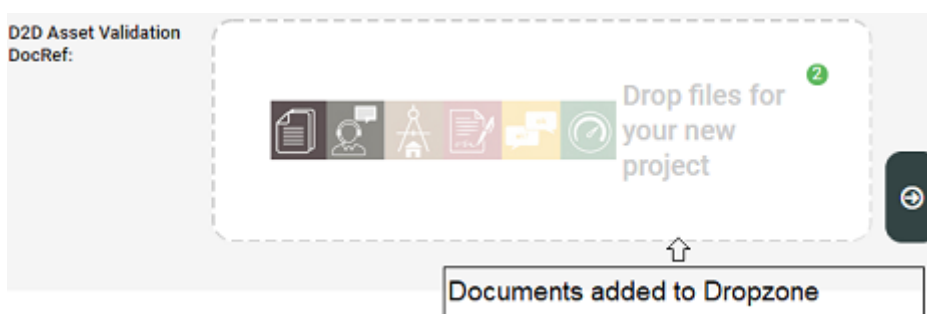 D2D Asset Validation
DocRef:
2
Drop files for
your new
project
Documents added to Dropzone